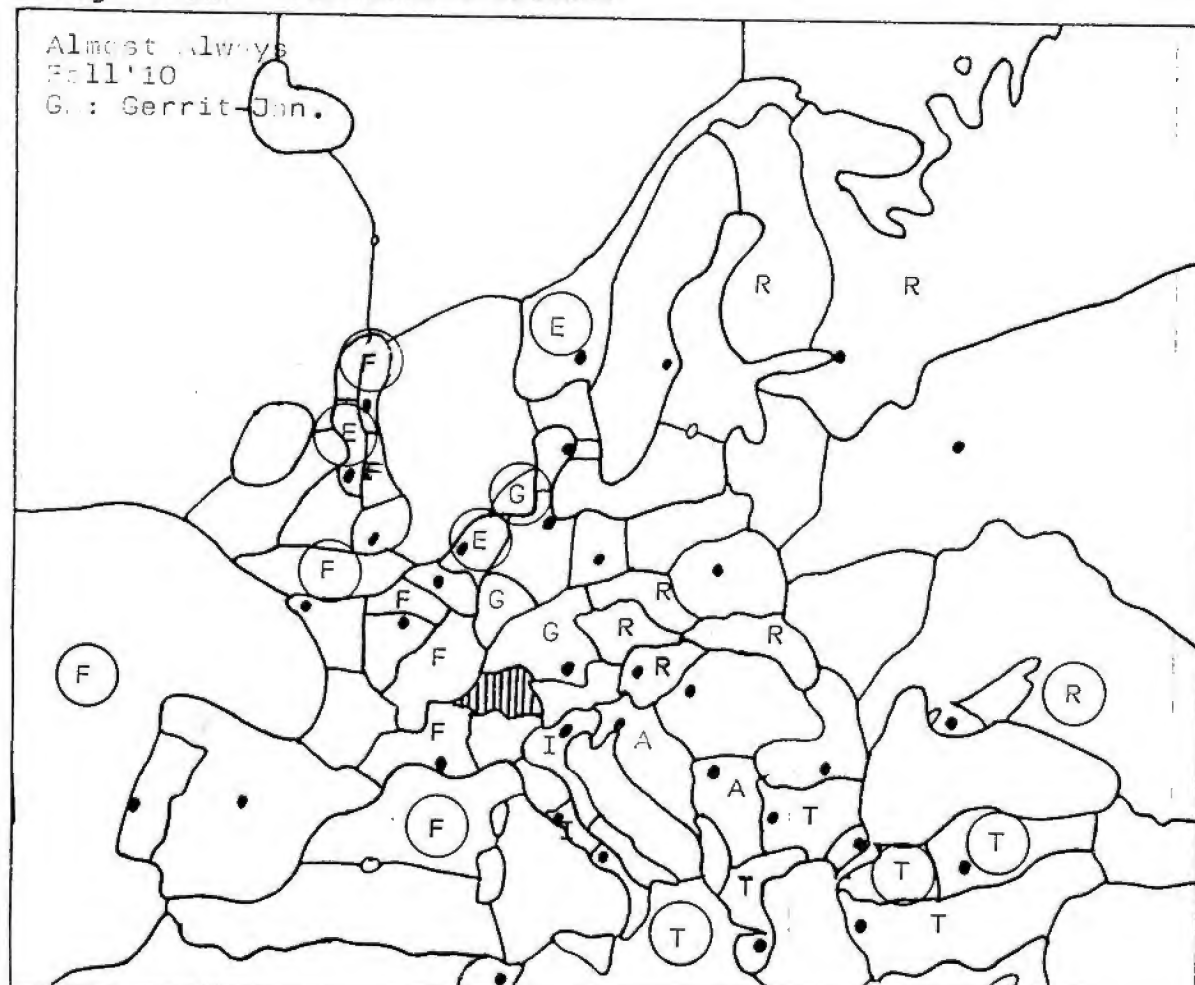 Almost Always
Fall'10
G : Gerrit-Jan.
R R
E
F
E
F
G
E
F
R
F G
G R R
F R
F R
F I A
A
F I T T
T T
T T